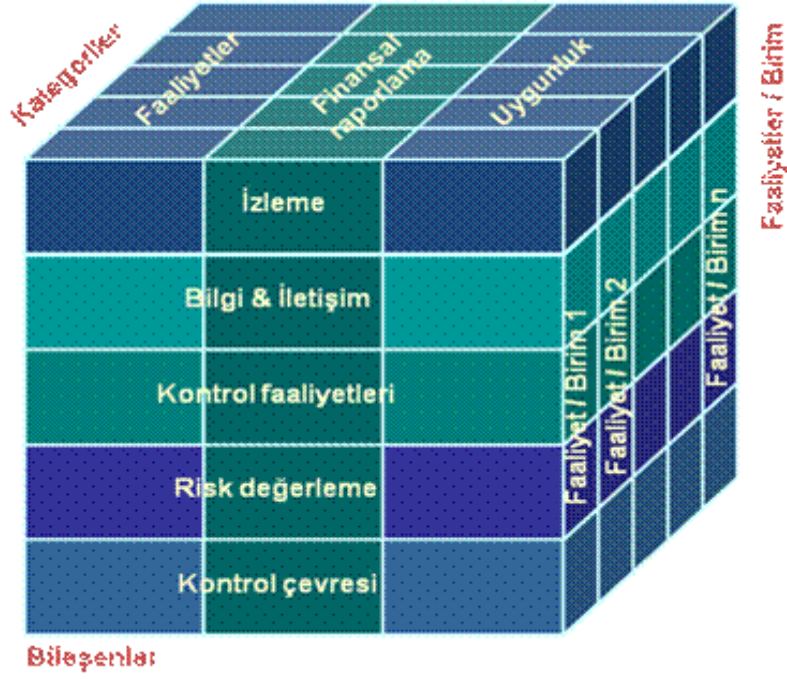 Kategoriler
Faaliyetler
Finansal
raporlama
Uygunluk
Faaliyetler / Birim
İzleme
Bilgi & İletişim
Kontrol faaliyetleri
Risk değerleme
Kontrol çevresi
Faaliyet / Birim 1
Faaliyet / Birim 2
Faaliyet / Birim n
Bileşenler